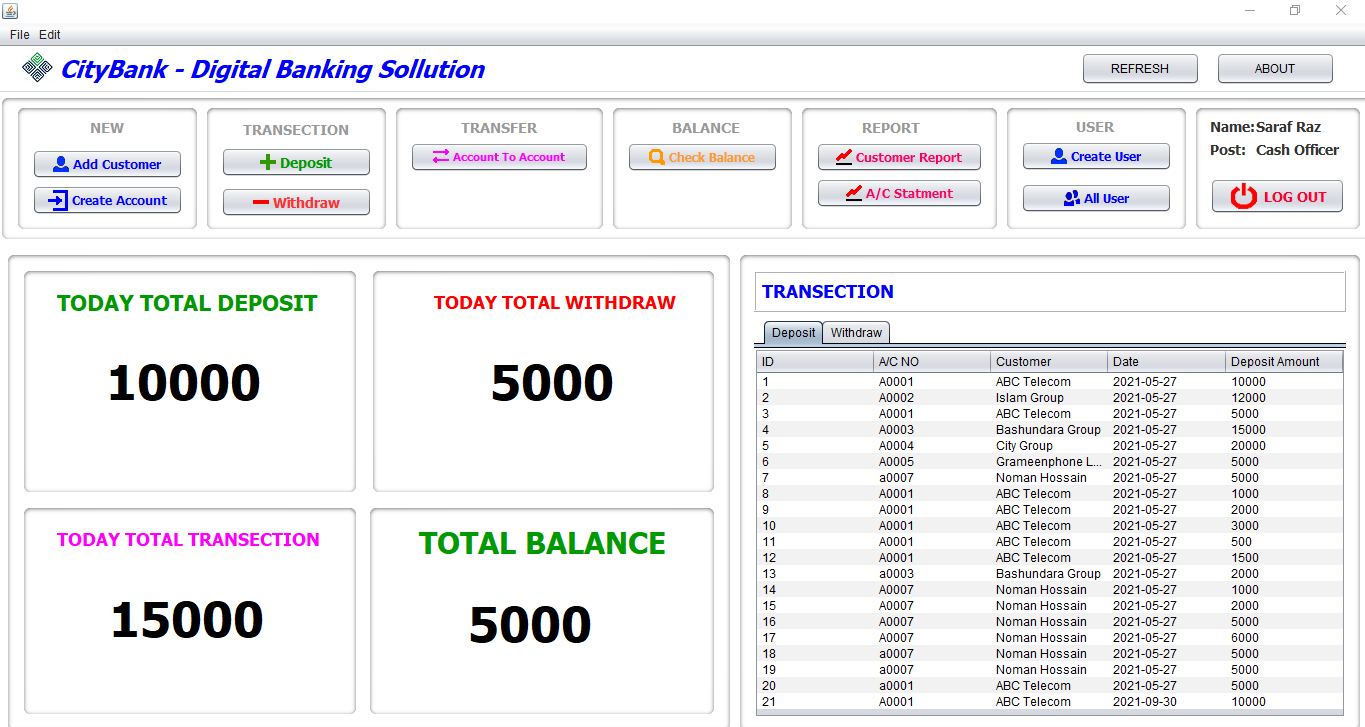 File Edit
CityBank - Digital Banking Sollution
REFRESH
ABOUT
NEW
Add Customer
Create Account
TRANSECTION
Deposit
Withdraw
TRANSFER
Account To Account
BALANCE
Check Balance
REPORT
Customer Report
A/C Statment
USER
Create User
All User
Name: Saraf Raz
Post: Cash Officer
LOG OUT
TODAY TOTAL DEPOSIT
10000
TODAY TOTAL WITHDRAW
5000
TODAY TOTAL TRANSECTION
15000
TOTAL BALANCE
5000
TRANSECTION
Deposit Withdraw
ID A/C NO Customer Date Deposit Amount
1 A0001 ABC Telecom 2021-05-27 10000
2 A0002 Islam Group 2021-05-27 12000
3 A0001 ABC Telecom 2021-05-27 5000
4 A0003 Bashundara Group 2021-05-27 15000
5 A0004 City Group 2021-05-27 20000
6 A0005 Grameenphone L... 2021-05-27 5000
7 a0007 Noman Hossain 2021-05-27 5000
8 A0001 ABC Telecom 2021-05-27 1000
9 A0001 ABC Telecom 2021-05-27 2000
10 A0001 ABC Telecom 2021-05-27 3000
11 A0001 ABC Telecom 2021-05-27 500
12 A0001 ABC Telecom 2021-05-27 1500
13 a0003 Bashundara Group 2021-05-27 2000
14 A0007 Noman Hossain 2021-05-27 1000
15 A0007 Noman Hossain 2021-05-27 2000
16 A0007 Noman Hossain 2021-05-27 5000
17 A0007 Noman Hossain 2021-05-27 6000
18 a0007 Noman Hossain 2021-05-27 5000
19 a0007 Noman Hossain 2021-05-27 5000
20 a0001 ABC Telecom 2021-05-27 5000
21 A0001 ABC Telecom 2021-09-30 10000